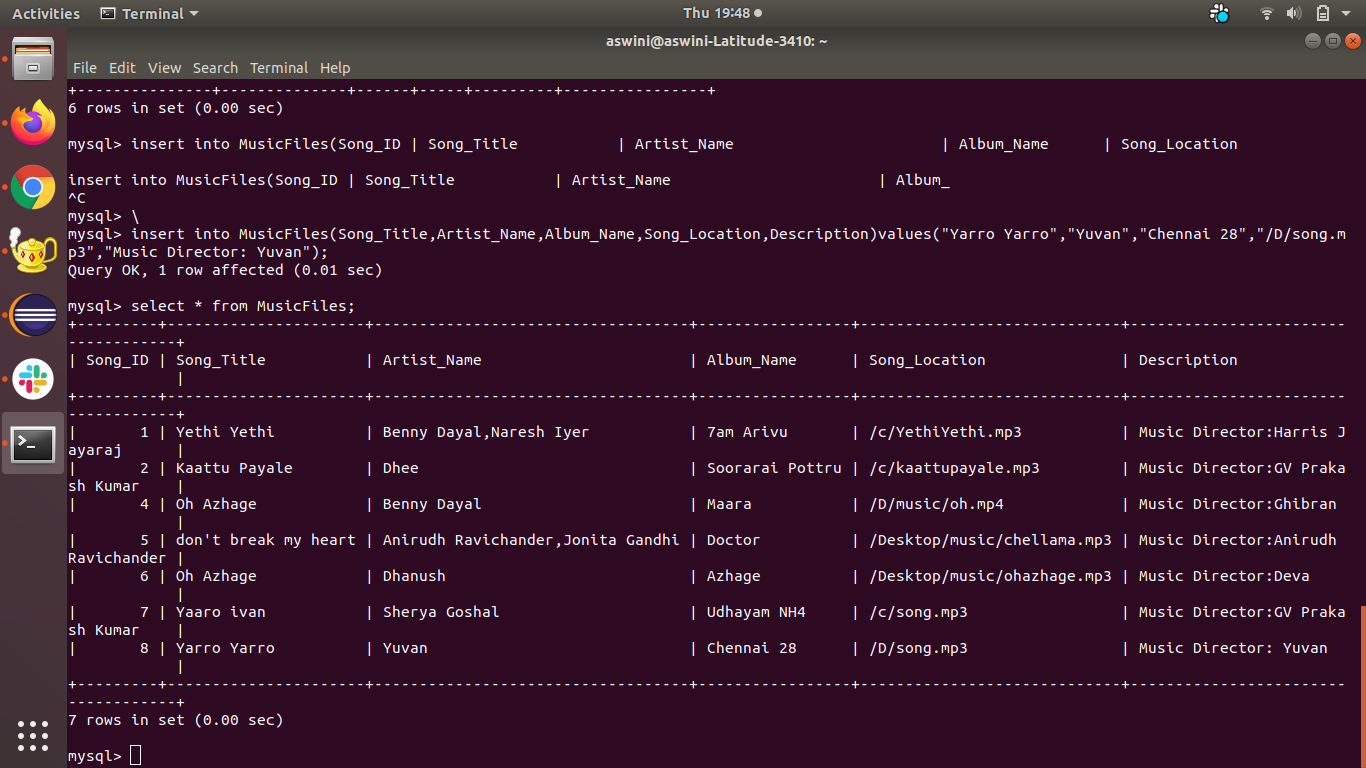 Activities Terminal Thu 19:48
aswini@aswini-Latitude-3410: ~
File Edit View Search Terminal Help
+---------------+--------------+------+-----+---------+----------------+
6 rows in set (0.00 sec)
mysql> insert into MusicFiles(Song_ID | Song_Title           | Artist_Name                       | Album_Name      | Song_Location
insert into MusicFiles(Song_ID | Song_Title           | Artist_Name                       | Album_
^C
mysql> \
mysql> insert into MusicFiles(Song_Title,Artist_Name,Album_Name,Song_Location,Description)values("Yarro Yarro","Yuvan","Chennai 28","/D/song.m
p3","Music Director: Yuvan");
Query OK, 1 row affected (0.01 sec)
mysql> select * from MusicFiles;
+---------+----------------------+-----------------------------------+-----------------+-----------------------------+------------------------
------------+
| Song_ID | Song_Title           | Artist_Name                       | Album_Name      | Song_Location               | Description
            |
+---------+----------------------+-----------------------------------+-----------------+-----------------------------+------------------------
------------+
|       1 | Yethi Yethi          | Benny Dayal,Naresh Iyer           | 7am Arivu       | /c/YethiYethi.mp3           | Music Director:Harris J
ayaraj      |
|       2 | Kaattu Payale        | Dhee                              | Soorarai Pottru | /c/kaattupayale.mp3         | Music Director:GV Praka
sh Kumar    |
|       4 | Oh Azhage            | Benny Dayal                       | Maara           | /D/music/oh.mp4             | Music Director:Ghibran
            |
|       5 | don't break my heart | Anirudh Ravichander,Jonita Gandhi | Doctor          | /Desktop/music/chellama.mp3 | Music Director:Anirudh
Ravichander |
|       6 | Oh Azhage            | Dhanush                           | Azhage          | /Desktop/music/ohazhage.mp3 | Music Director:Deva
            |
|       7 | Yaaro ivan           | Sherya Goshal                     | Udhayam NH4     | /c/song.mp3                 | Music Director:GV Praka
sh Kumar    |
|       8 | Yarro Yarro          | Yuvan                             | Chennai 28      | /D/song.mp3                 | Music Director: Yuvan
            |
+---------+----------------------+-----------------------------------+-----------------+-----------------------------+------------------------
------------+
7 rows in set (0.00 sec)
mysql>